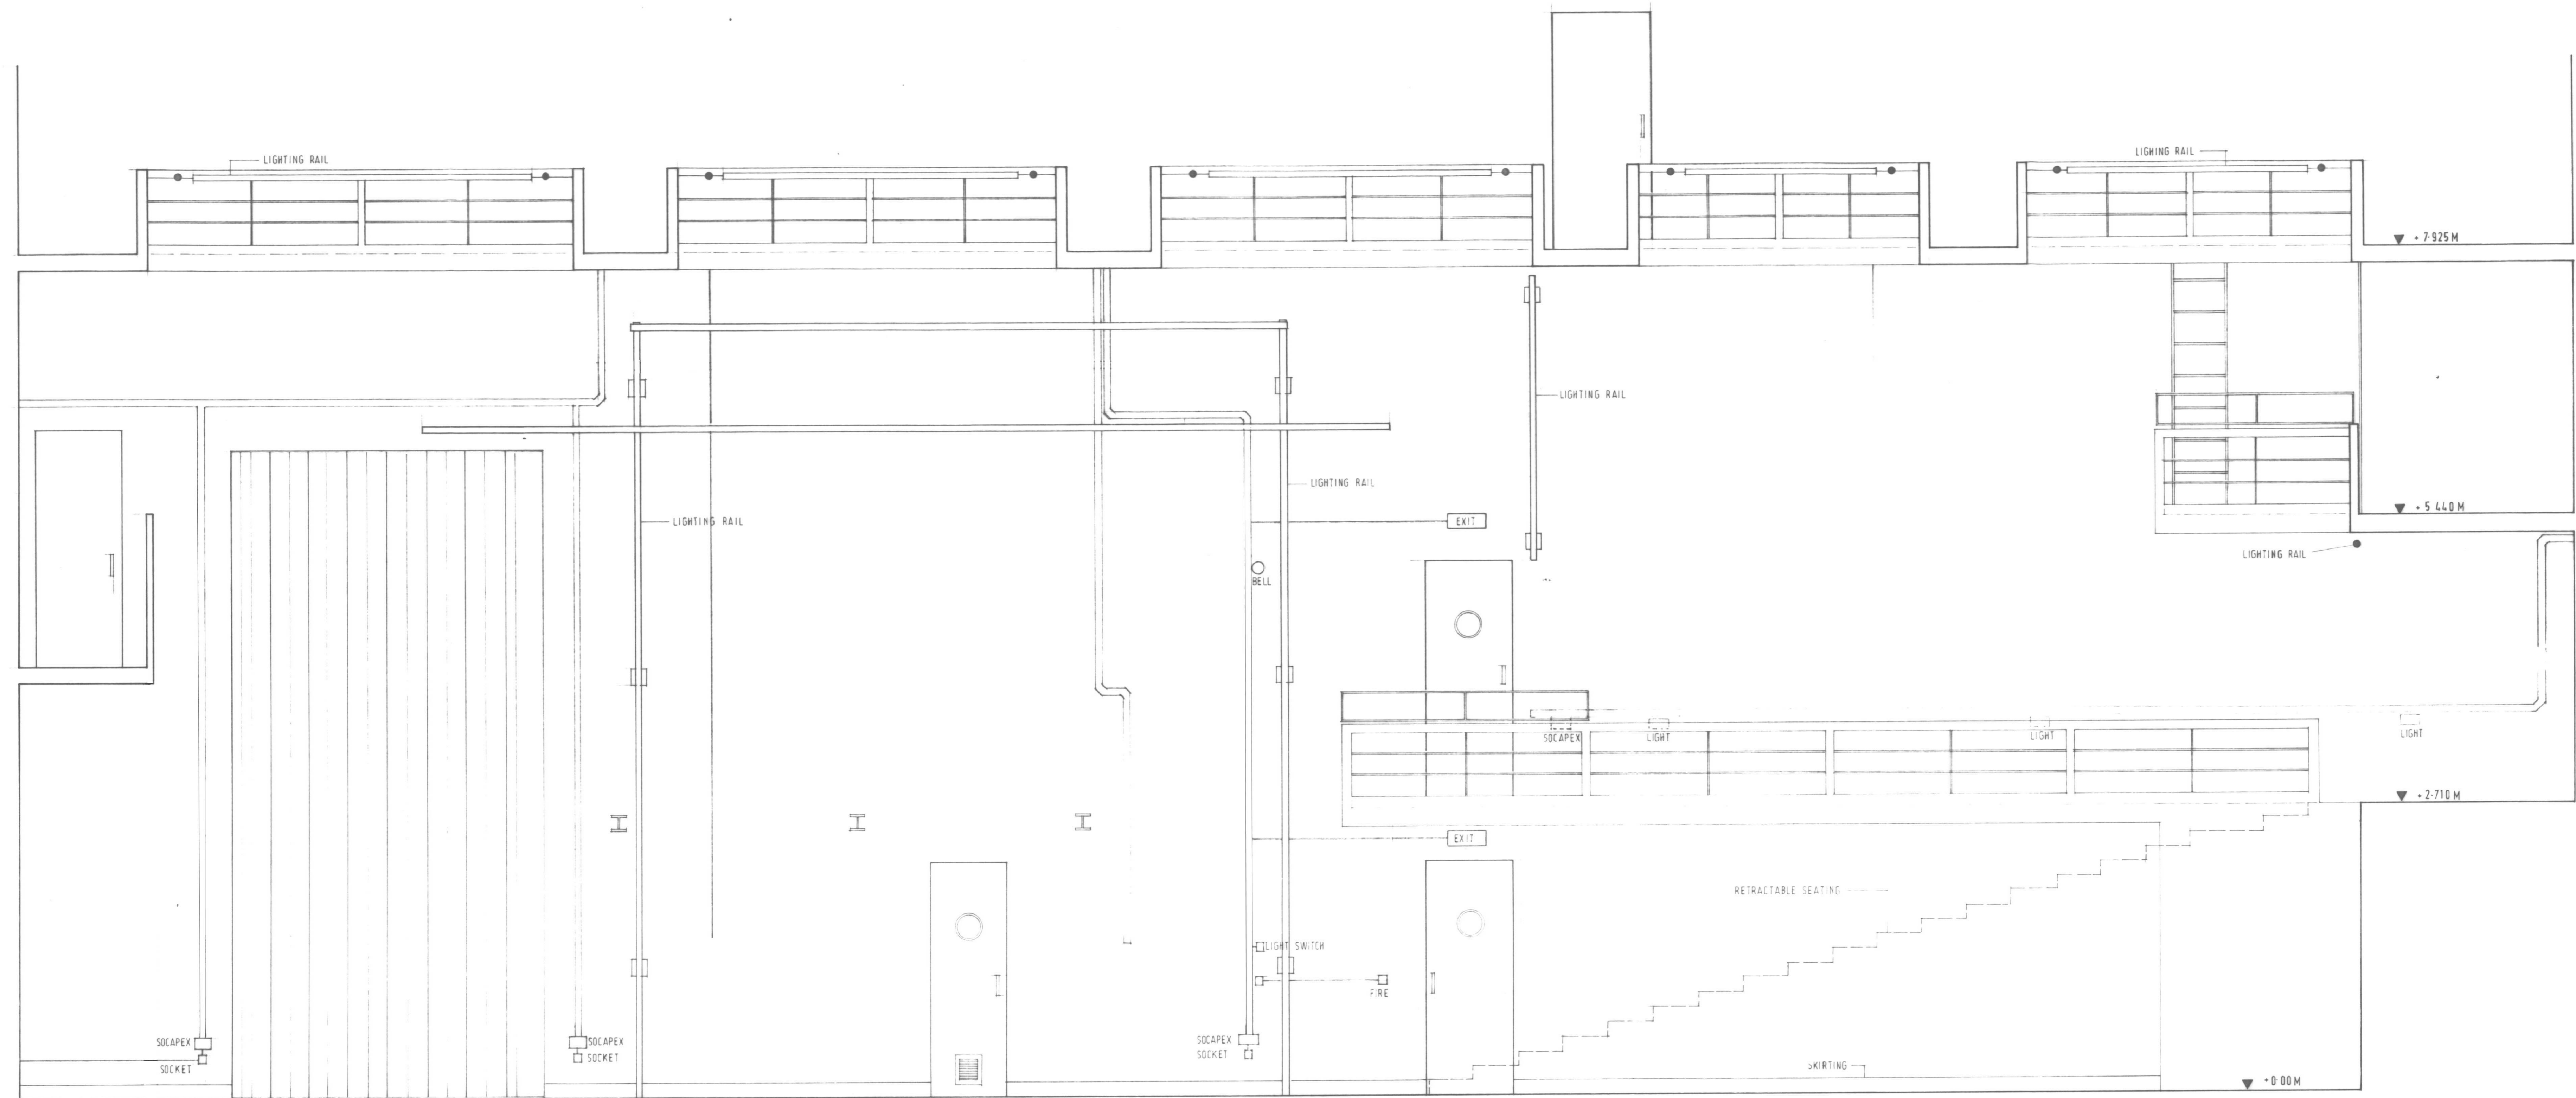 LIGHTING RAIL
LIGHING RAIL
+ 7·925 M
LIGHTING RAIL
LIGHTING RAIL
+ 5 440 M
LIGHTING RAIL
EXIT
LIGHTING RAIL
BELL
SOCAPEX
LIGHT
LIGHT
LIGHT
+ 2·710 M
EXIT
RETRACTABLE SEATING
LIGHT SWITCH
FIRE
SOCAPEX
SOCKET
SOCAPEX
SOCKET
SOCAPEX
SOCKET
SKIRTING
+ 0·00 M